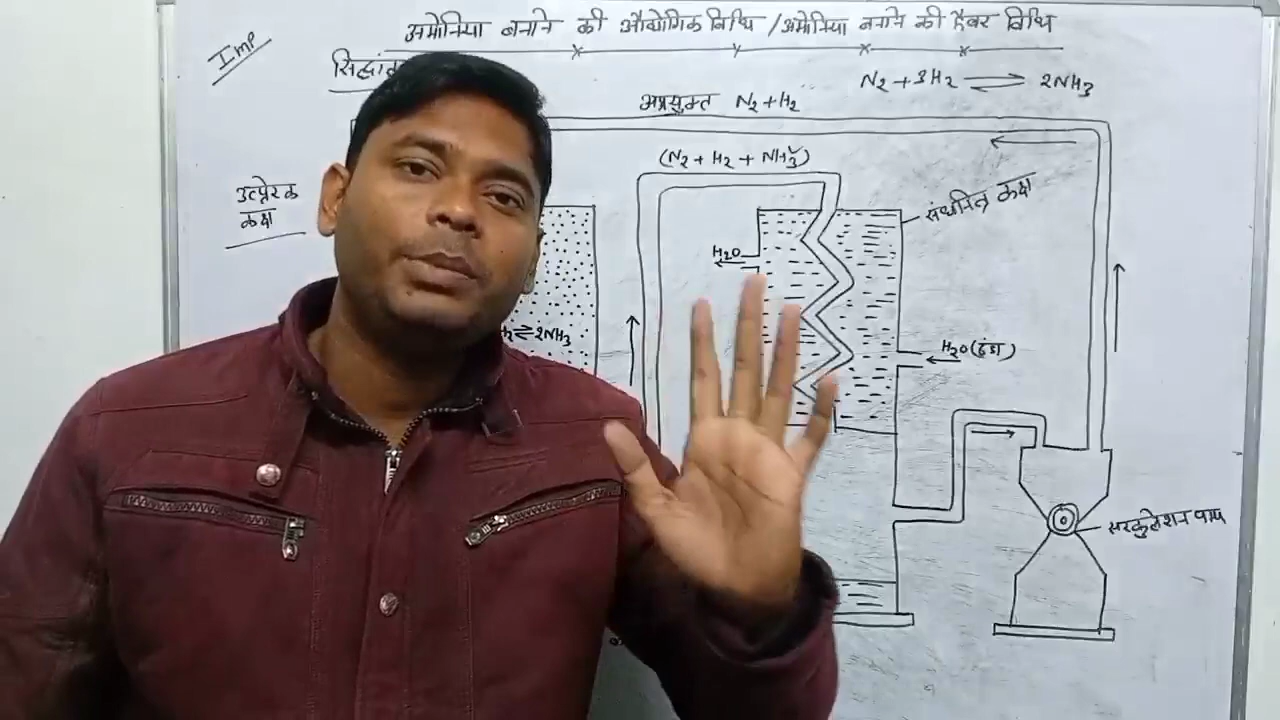 अमोनिया बनाने की औद्योगिक विधि / अमोनिया बनाने की हैबर विधि
Imp
सिद्धांत
N₂ + 3H₂ ⇌ 2NH₃
अप्रयुक्त N₂ + H₂
(N₂ + H₂ + NH₃)
उत्प्रेरक
कक्ष
संघनित्र कक्ष
H₂O
⇌ 2NH₃
H₂O (ठंडा)
सरकुलेशन पम्प